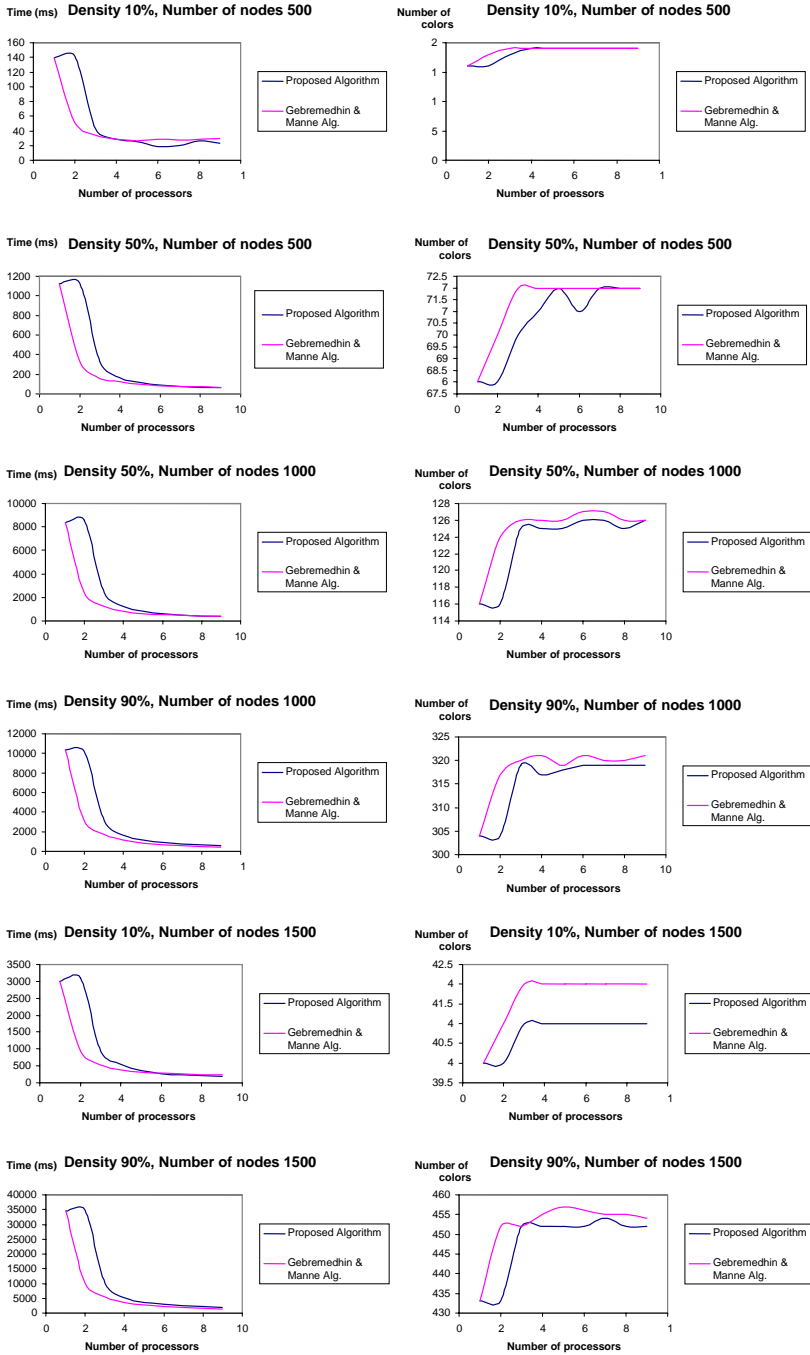 Time (ms) Density 10%, Number of nodes 500
160
140
120
100
8
6
40
2
0
0 2 4 6 8 1
Number of processors
Proposed Algorithm
Gebremedhin &
Manne Alg.
Number of
colors
Density 10%, Number of nodes 500
2
1
1
5
0
0 2 4 6 8 1
Number of proessors
Proposed Algorithm
Gebremedhin &
Manne Alg.
Time (ms) Density 50%, Number of nodes 500
1200
1000
800
600
400
200
0
0 2 4 6 8 10
Number of processors
Proposed Algorithm
Gebremedhin &
Manne Alg.
Number of
colors
Density 50%, Number of nodes 500
72.5
7
71.5
7
70.5
70
69.5
69
68.5
6
67.5
0 2 4 6 8 10
Number of processors
Proposed Algorithm
Gebremedhin &
Manne Alg.
Time (ms) Density 50%, Number of nodes 1000
10000
8000
6000
4000
2000
0
0 2 4 6 8 10
Number of processors
Proposed Algorithm
Gebremedhin &
Manne Alg.
Number of
colors
Density 50%, Number of nodes 1000
128
126
124
122
120
118
116
114
0 2 4 6 8 10
Number of processors
Proposed Algorithm
Gebremedhin &
Manne Alg.
Time (ms) Density 90%, Number of nodes 1000
12000
10000
8000
6000
4000
2000
0
0 2 4 6 8 1
Number of processors
Proposed Algorithm
Gebremedhin &
Manne Alg.
Number of
colors
Density 90%, Number of nodes 1000
325
320
315
310
305
300
0 2 4 6 8 10
Number of processors
Proposed Algorithm
Gebremedhin &
Manne Alg.
Time (ms) Density 10%, Number of nodes 1500
3500
3000
2500
2000
1500
1000
500
0
0 2 4 6 8 10
Number of processors
Proposed Algorithm
Gebremedhin &
Manne Alg.
Number of
colors
Density 10%, Number of nodes 1500
42.5
4
41.5
4
40.5
4
39.5
0 2 4 6 8 1
Number of processors
Proposed Algorithm
Gebremedhin &
Manne Alg.
Time (ms) Density 90%, Number of nodes 1500
40000
35000
30000
25000
20000
15000
10000
5000
0
0 2 4 6 8 10
Number of processors
Proposed Algorithm
Gebremedhin &
Manne Alg.
Number of
colors
Density 90%, Number of nodes 1500
460
455
450
445
440
435
430
0 2 4 6 8 1
Number of processors
Proposed Algorithm
Gebremedhin &
Manne Alg.